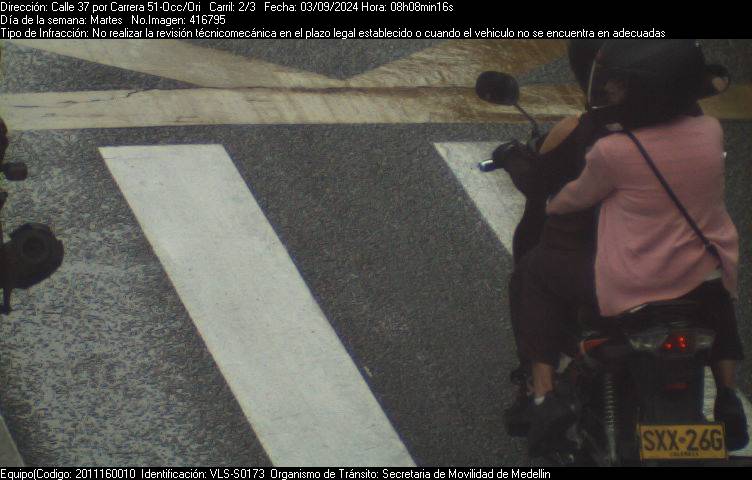 Dirección: Calle 37 por Carrera 51-Occ/Ori   Carril: 2/3   Fecha: 03/09/2024 Hora: 08h08min16s
Día de la semana: Martes   No.Imagen: 416795
Tipo de Infracción: No realizar la revisión técnicomecánica en el plazo legal establecido o cuando el vehiculo no se encuentra en adecuadas
SXX·26G
COLOMBIA
Equipo(Codigo: 2011160010  Identificación: VLS-S0173  Organismo de Tránsito: Secretaria de Movilidad de Medellin